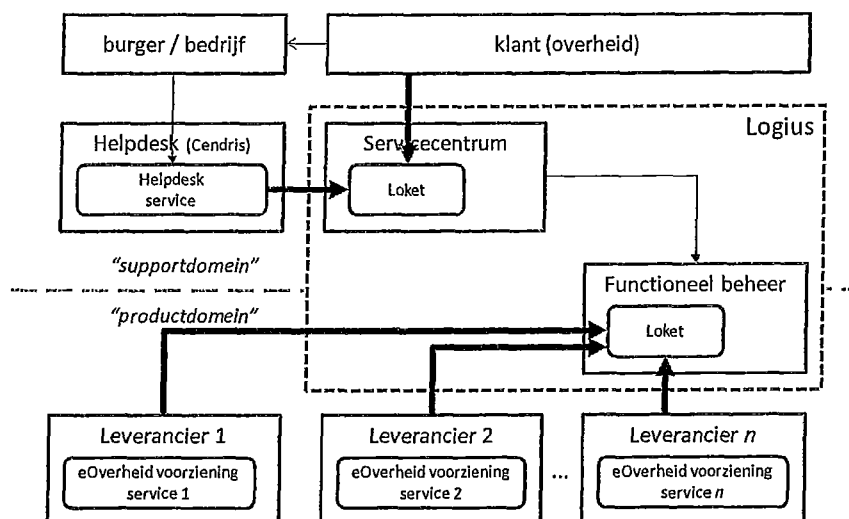 burger / bedrijf
klant (overheid)
Logius
Helpdesk (Cendris)
Helpdesk
service
Servicecentrum
Loket
"supportdomein"
"productdomein"
Functioneel beheer
Loket
Leverancier 1
eOverheid voorziening
service 1
Leverancier 2
eOverheid voorziening
service 2
...
Leverancier n
eOverheid voorziening
service n